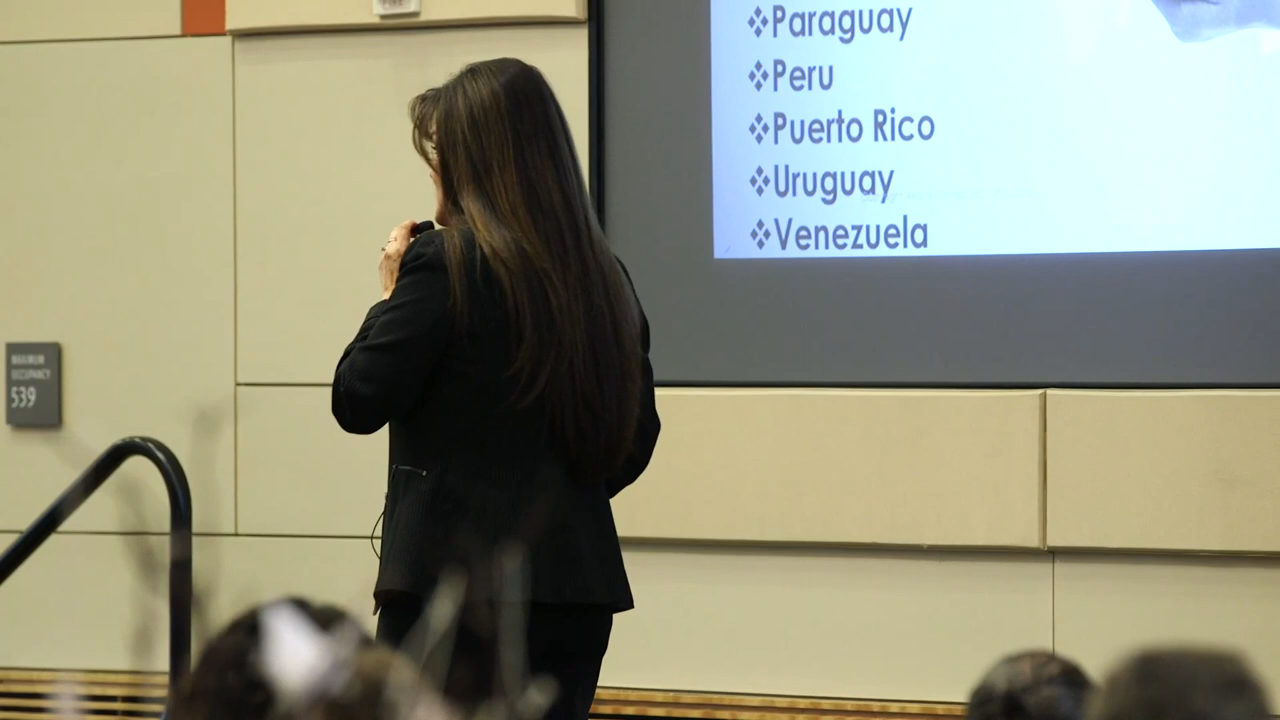 ❖Paraguay
❖Peru
❖Puerto Rico
❖Uruguay
❖Venezuela
MAXIMUM
OCCUPANCY
539